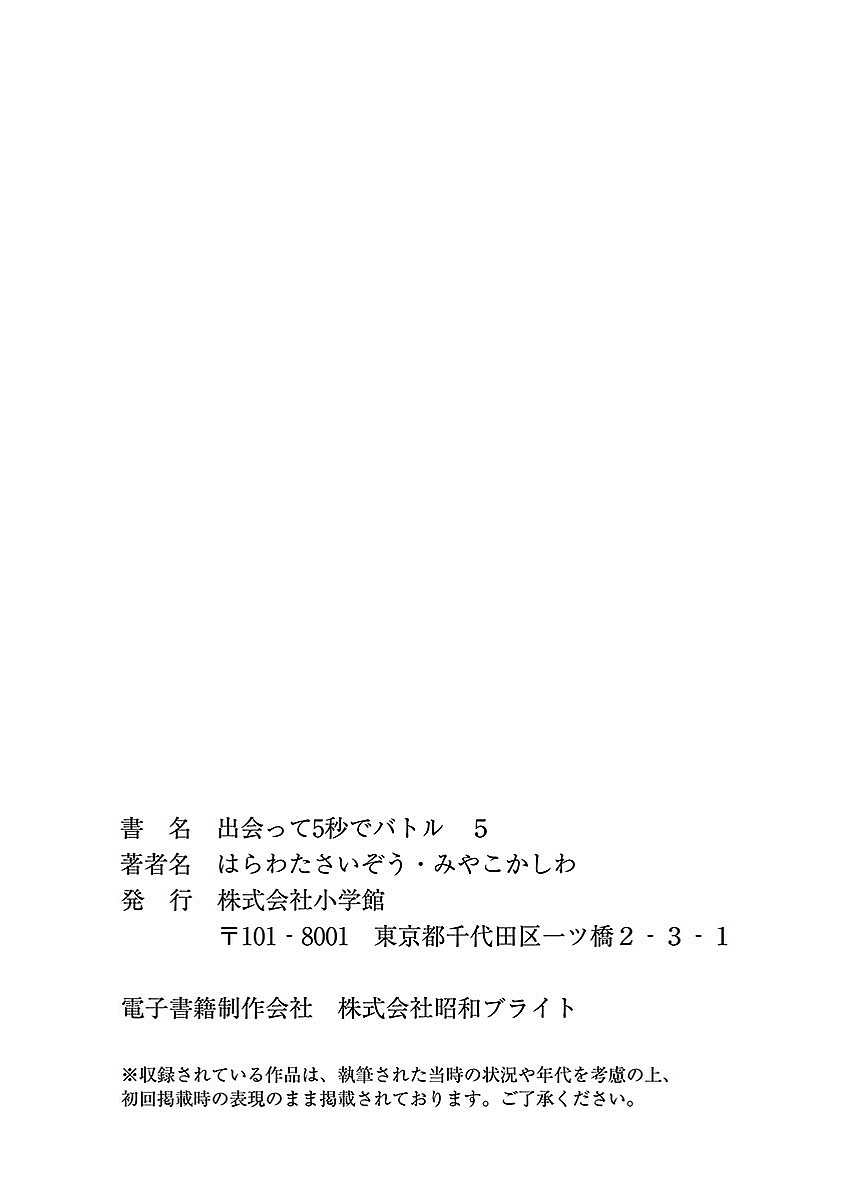 書　名　出会って5秒でバトル　５
著者名　はらわたさいぞう・みやこかしわ
発　行　株式会社小学館
〒101‐8001　東京都千代田区一ツ橋２‐３‐１
電子書籍制作会社　株式会社昭和ブライト
※収録されている作品は、執筆された当時の状況や年代を考慮の上、
初回掲載時の表現のまま掲載されております。ご了承ください。